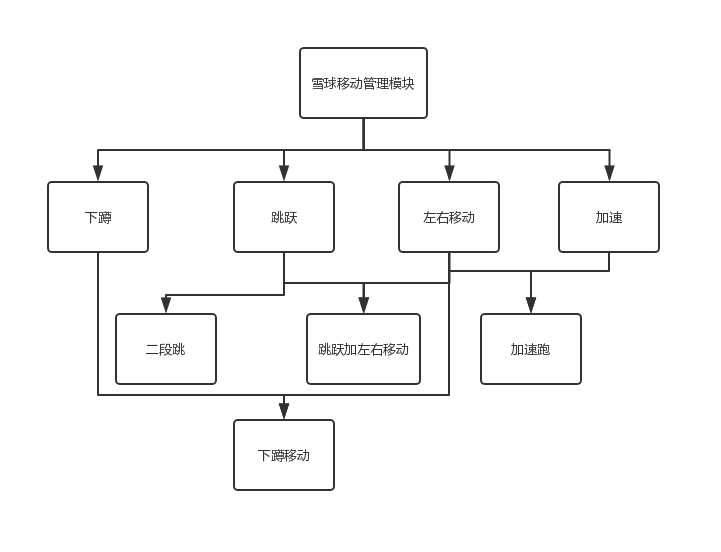 雪球移动管理模块
下蹲
跳跃
左右移动
加速
二段跳
跳跃加左右移动
加速跑
下蹲移动